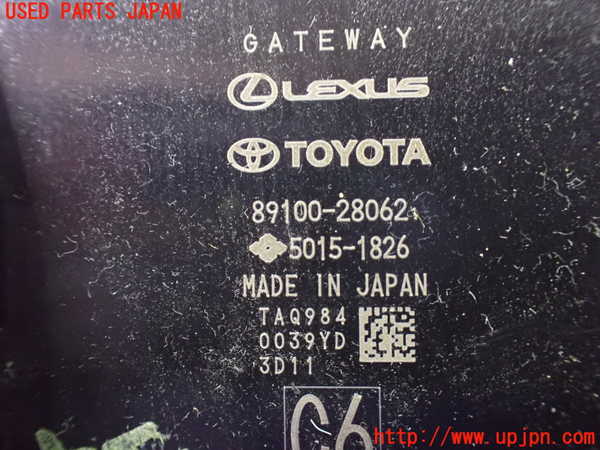 USED PARTS JAPAN
GATEWAY
LEXUS
TOYOTA
89100-28062
5015-1826
MADE IN JAPAN
TAQ984
0039YD
3D11
C6
http://www.upjpn.com/